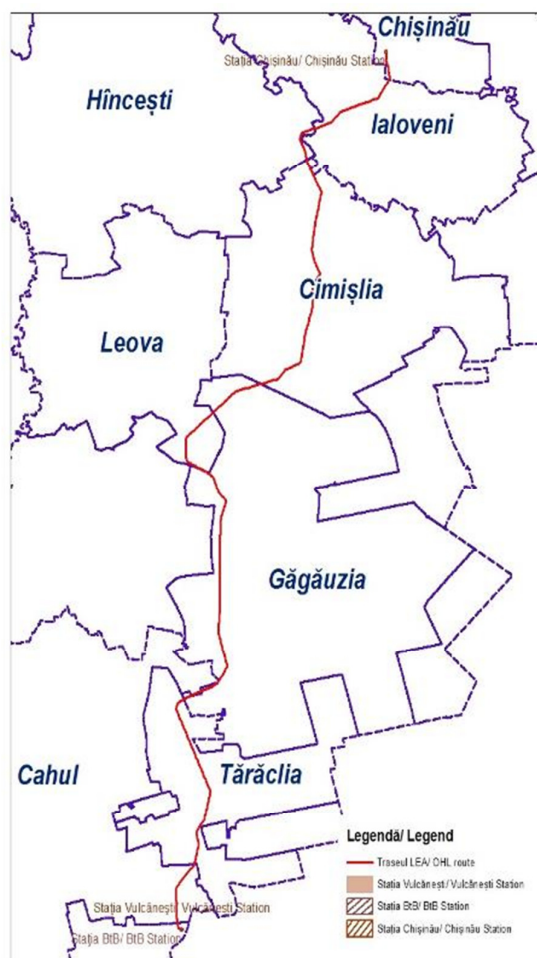 Chișinău
Stația Chișinău/ Chișinău Station
Hîncești
Ialoveni
Cimișlia
Leova
Găgăuzia
Cahul
Tărăclia
Legendă/ Legend
Traseul LEA/ OHL route
Stația Vulcănești/ Vulcănești Station
Stația BtB/ BtB Station
Stația Chișinău/ Chișinău Station
Stația Vulcănești/ Vulcănești Station
Stația BtB/ BtB Station